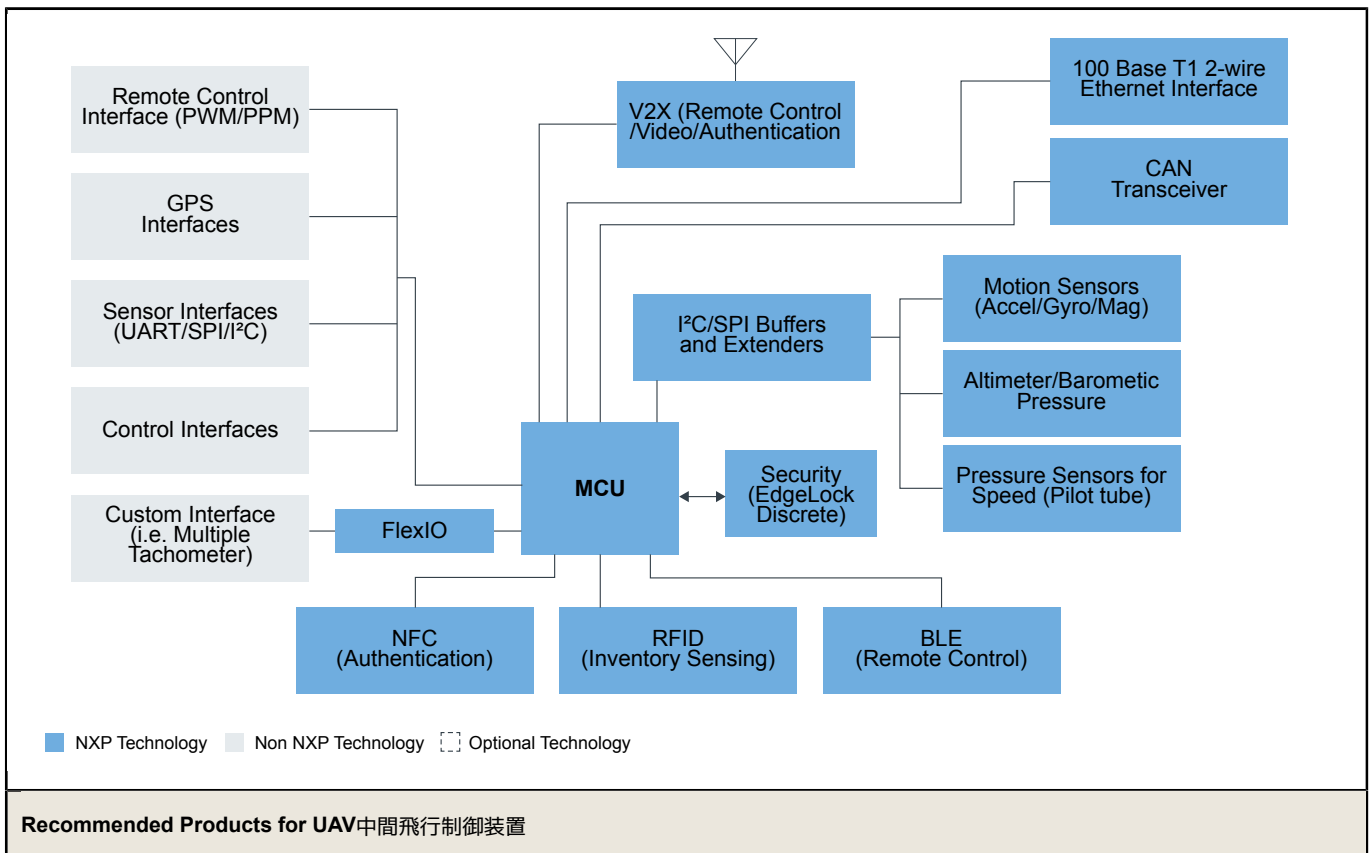 Remote Control
Interface (PWM/PPM)
GPS
Interfaces
Sensor Interfaces
(UART/SPI/I²C)
Control Interfaces
Custom Interface
(i.e. Multiple
Tachometer)
FlexIO
V2X (Remote Control
/Video/Authentication
100 Base T1 2-wire
Ethernet Interface
CAN
Transceiver
I²C/SPI Buffers
and Extenders
Motion Sensors
(Accel/Gyro/Mag)
Altimeter/Barometic
Pressure
Pressure Sensors for
Speed (Pilot tube)
MCU
Security
(EdgeLock
Discrete)
NFC
(Authentication)
RFID
(Inventory Sensing)
BLE
(Remote Control)
NXP Technology
Non NXP Technology
Optional Technology
Recommended Products for UAV中間飛行制御装置